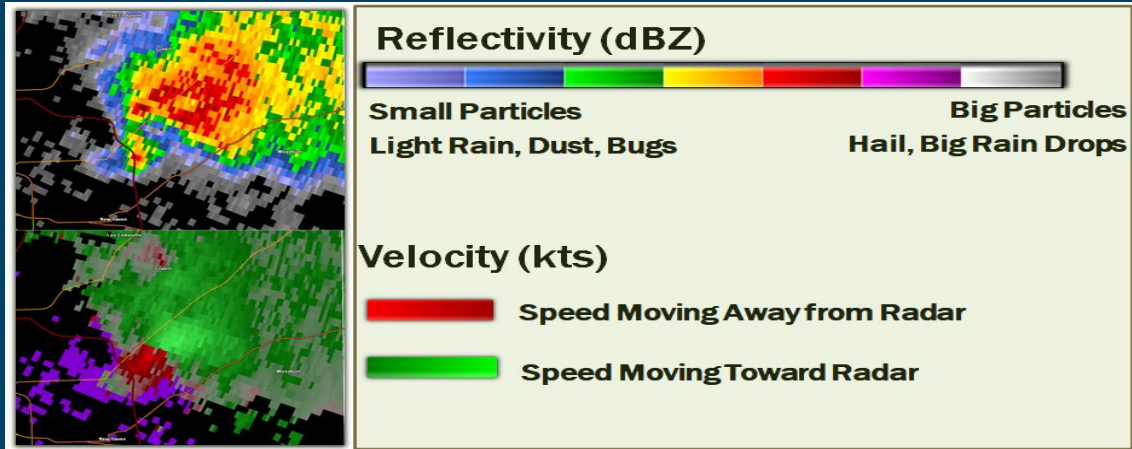 Reflectivity (dBZ)
Small Particles
Big Particles
Light Rain, Dust, Bugs
Hail, Big Rain Drops
Velocity (kts)
Speed Moving Away from Radar
Speed Moving Toward Radar